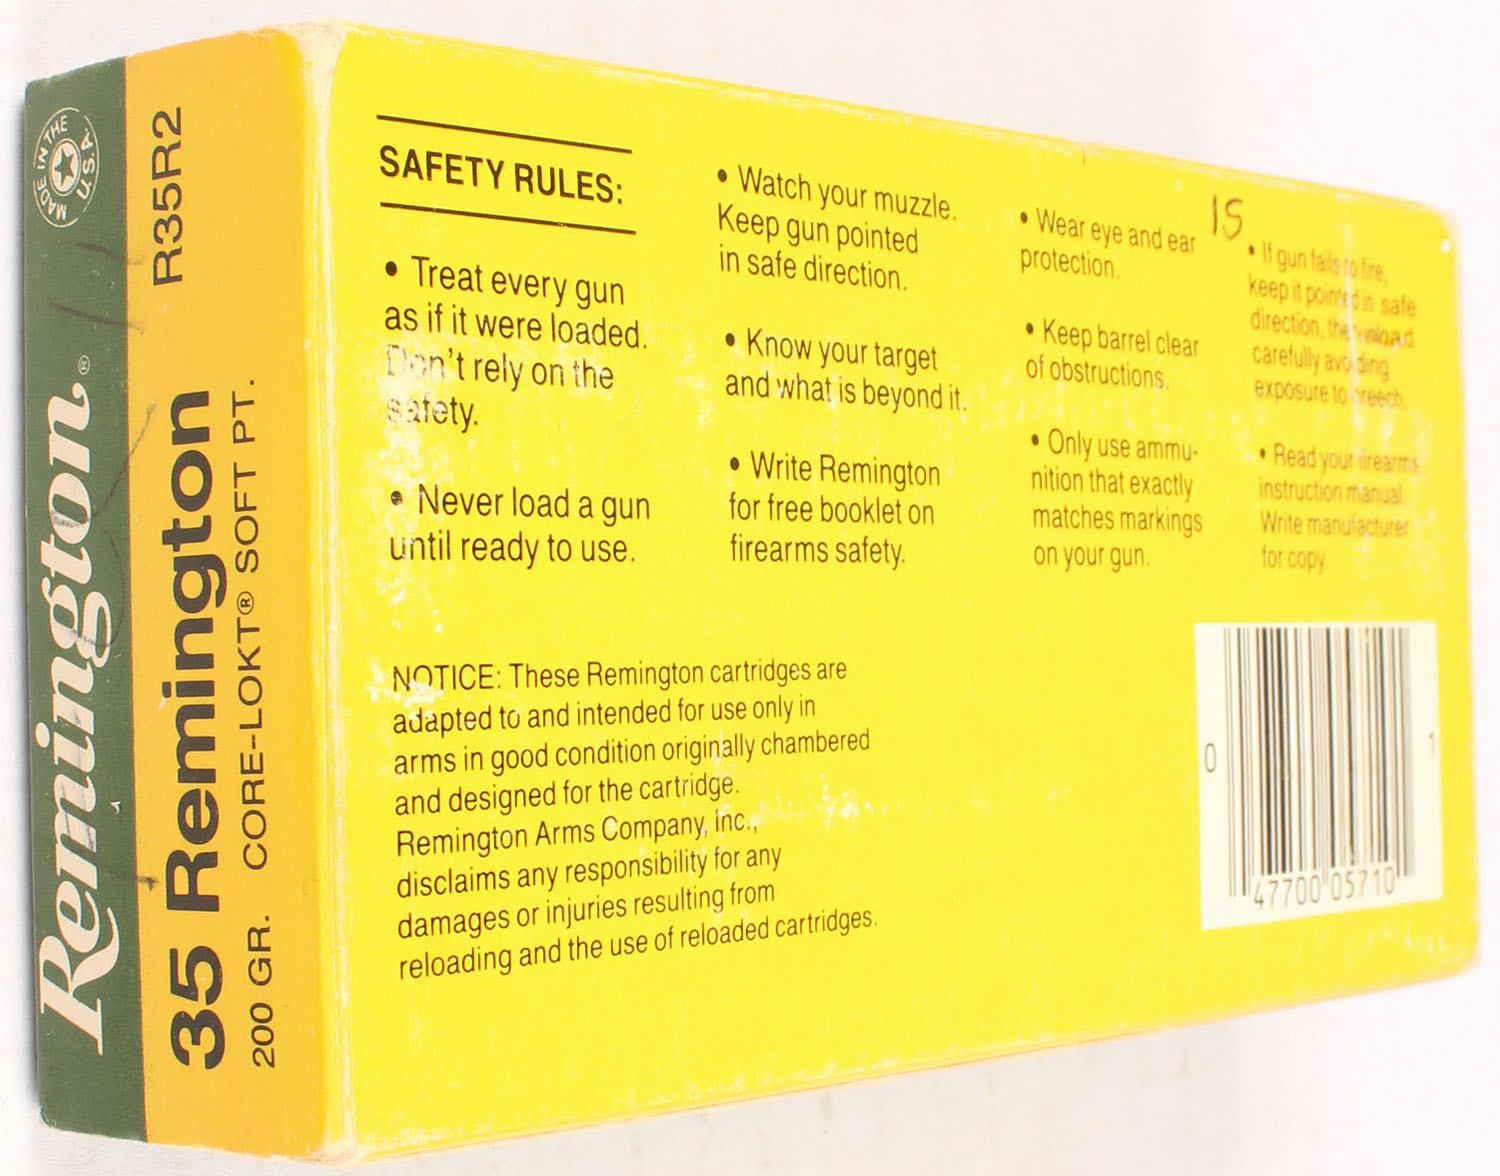 MADE IN THE
U.S.A.
Remington®
R35R2
35 Remington
200 GR. CORE-LOKT® SOFT PT.
SAFETY RULES:
• Treat every gun
as if it were loaded.
Don't rely on the
safety.
• Never load a gun
until ready to use.
• Watch your muzzle.
Keep gun pointed
in safe direction.
• Know your target
and what is beyond it.
• Write Remington
for free booklet on
firearms safety.
• Wear eye and ear
protection.
• Keep barrel clear
of obstructions.
• Only use ammu-
nition that exactly
matches markings
on your gun.
15
• If gun fails to fire,
keep it pointed in safe
direction, then unload
carefully avoiding
exposure to breech.
• Read your firearms
instruction manual.
Write manufacturer
for copy.
NOTICE: These Remington cartridges are
adapted to and intended for use only in
arms in good condition originally chambered
and designed for the cartridge.
Remington Arms Company, Inc.,
disclaims any responsibility for any
damages or injuries resulting from
reloading and the use of reloaded cartridges.
0 47700 05710 1